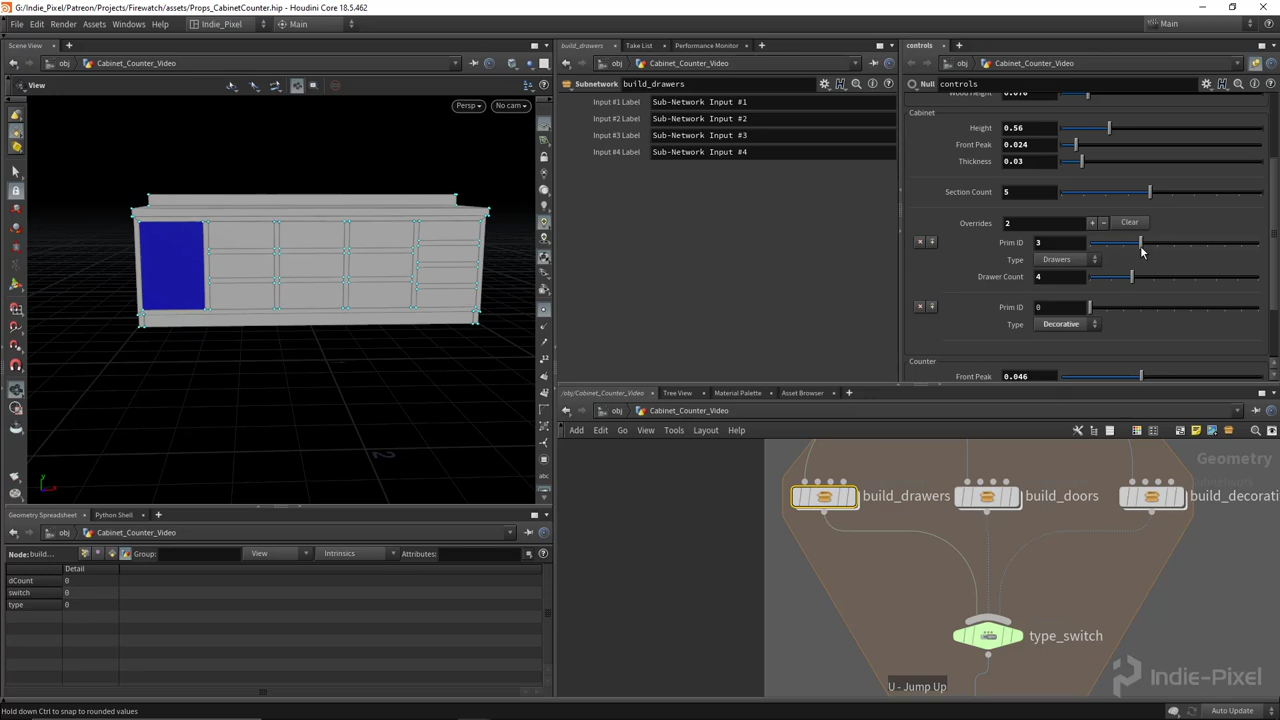 G:/Indie_Pixel/Patreon/Projects/Firewatch/assets/Props_CabinetCounter.hip - Houdini Core 18.5.462
File Edit Render Assets Windows Help Indie_Pixel Main Main
Scene View
obj Cabinet_Counter_Video
View
Persp No cam
12
abc
2
y
Geometry Spreadsheet Python Shell
obj Cabinet_Counter_Video
Node: build... Group: View Intrinsics Attributes:
Detail
dCount 0
switch 0
type 0
Hold down Ctrl to snap to rounded values
build_drawers Take List Performance Monitor
obj Cabinet_Counter_Video
Subnetwork build_drawers
Input #1 Label Sub-Network Input #1
Input #2 Label Sub-Network Input #2
Input #3 Label Sub-Network Input #3
Input #4 Label Sub-Network Input #4
controls
obj Cabinet_Counter_Video
Null controls
Wood Height 0.076
Cabinet
Height 0.56
Front Peak 0.024
Thickness 0.03
Section Count 5
Overrides 2 + − Clear
Prim ID 3
Type Drawers
Drawer Count 4
Prim ID 0
Type Decorative
Counter
Front Peak 0.046
/obj/Cabinet_Counter_Video Tree View Material Palette Asset Browser
obj Cabinet_Counter_Video
Add Edit Go View Tools Layout Help
Geometry
build_drawers build_doors build_decorati
type_switch
U - Jump Up
Indie-Pixel
Auto Update